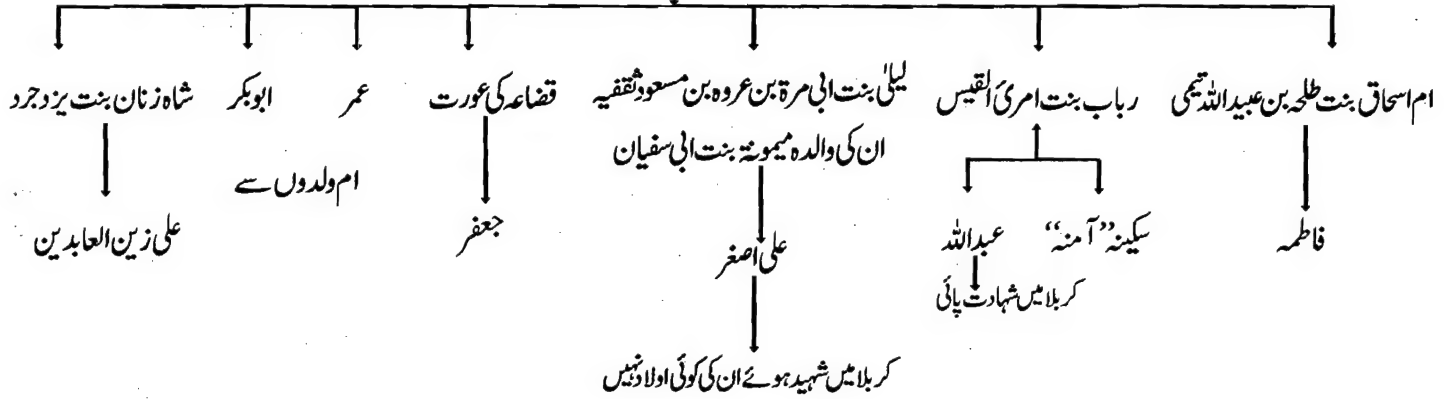 ام اسحاق بنت طلحہ بن عبید اللہ تیمی
رباب بنت امرئ القیس
لیلیٰ بنت ابی مرۃ بن عروہ بن مسعود ثقفیہ
قضاعہ کی عورت
عمر
ابوبکر
شاہ زنان بنت یزدجرد
ان کی والدہ میمونۃ بنت ابی سفیان
ام ولدوں سے
فاطمہ
سکینہ ”آمنہ“
عبداللہ
علی اصغر
جعفر
علی زین العابدین
کربلا میں شہادت پائی
کربلا میں شہید ہوئے ان کی کوئی اولاد نہیں